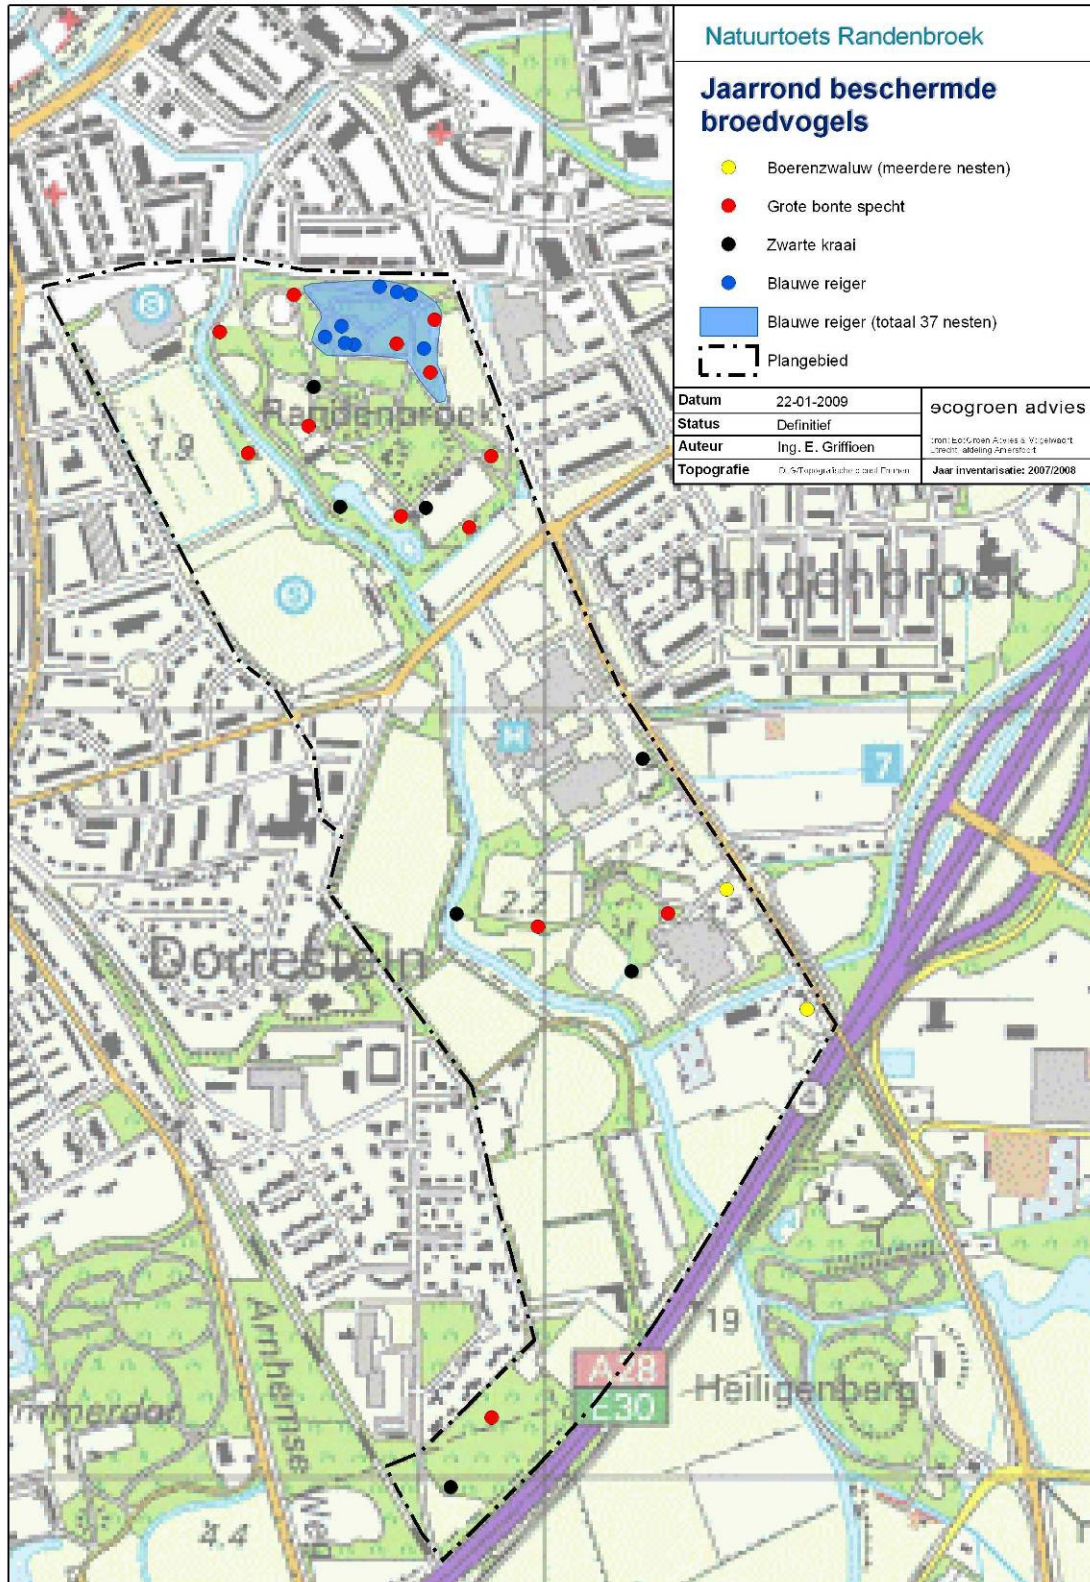 Natuurtoets Randenbroek
Jaarrond beschermde
broedvogels
Boerenzwaluw (meerdere nesten)
Grote bonte specht
Zwarte kraai
Blauwe reiger
Blauwe reiger (totaal 37 nesten)
Plangebied
Datum 22-01-2009
Status Definitief
Auteur Ing. E. Griffioen
Topografie
ecogroen advies
Jaar inventarisatie: 2007/2008
Randenbroek
1.9
S
S
Randenbroek
H
7
2.2
Dorrestein
4
19
A28
E30
Heiligenberg
Arnhemse
Weg
4.4